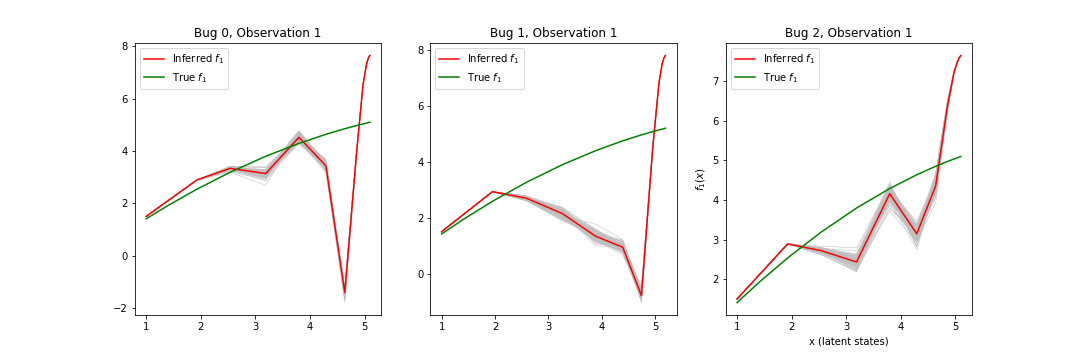 Bug 0, Observation 1
8
6
4
2
0
−2
1
2
3
4
5
Inferred f₁
True f₁
Bug 1, Observation 1
8
6
4
2
0
1
2
3
4
5
Inferred f₁
True f₁
Bug 2, Observation 1
f₁(x)
7
6
5
4
3
2
1
2
3
4
5
x (latent states)
Inferred f₁
True f₁